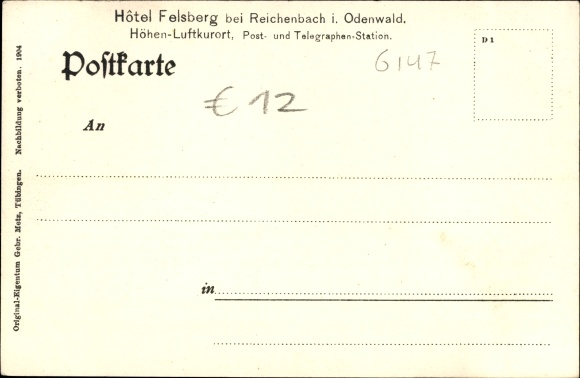 Hôtel Felsberg bei Reichenbach i. Odenwald.
Höhen-Luftkurort, Post- und Telegraphen-Station.
Poſtkarte
6147
D 1
€ 12
An
in
Original-Eigentum Gebr. Metz, Tübingen. Nachbildung verboten. 1904